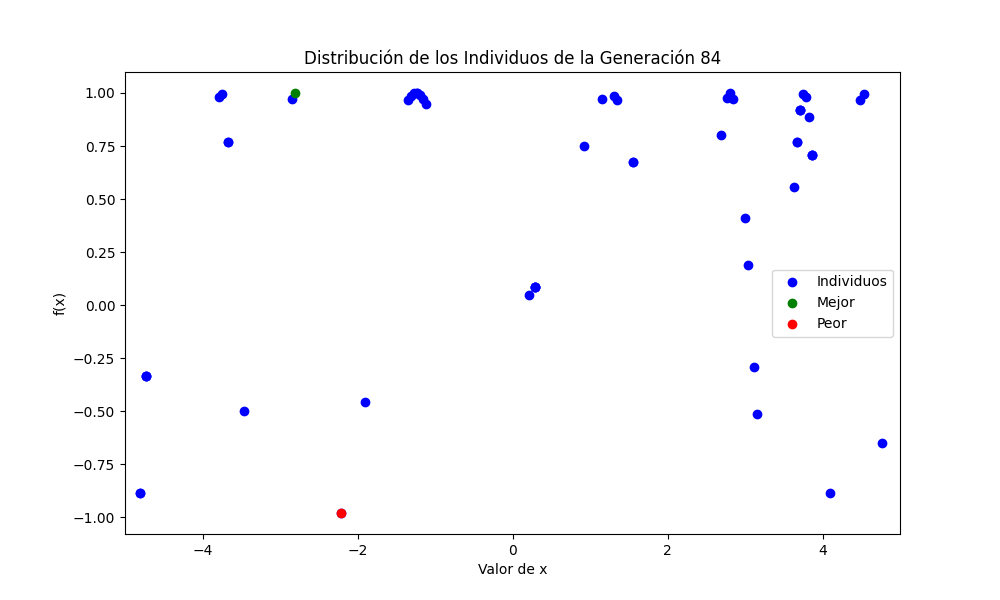 Distribución de los Individuos de la Generación 84
1.00
0.75
0.50
0.25
0.00
−0.25
−0.50
−0.75
−1.00
f(x)
Individuos
Mejor
Peor
−4
−2
0
2
4
Valor de x